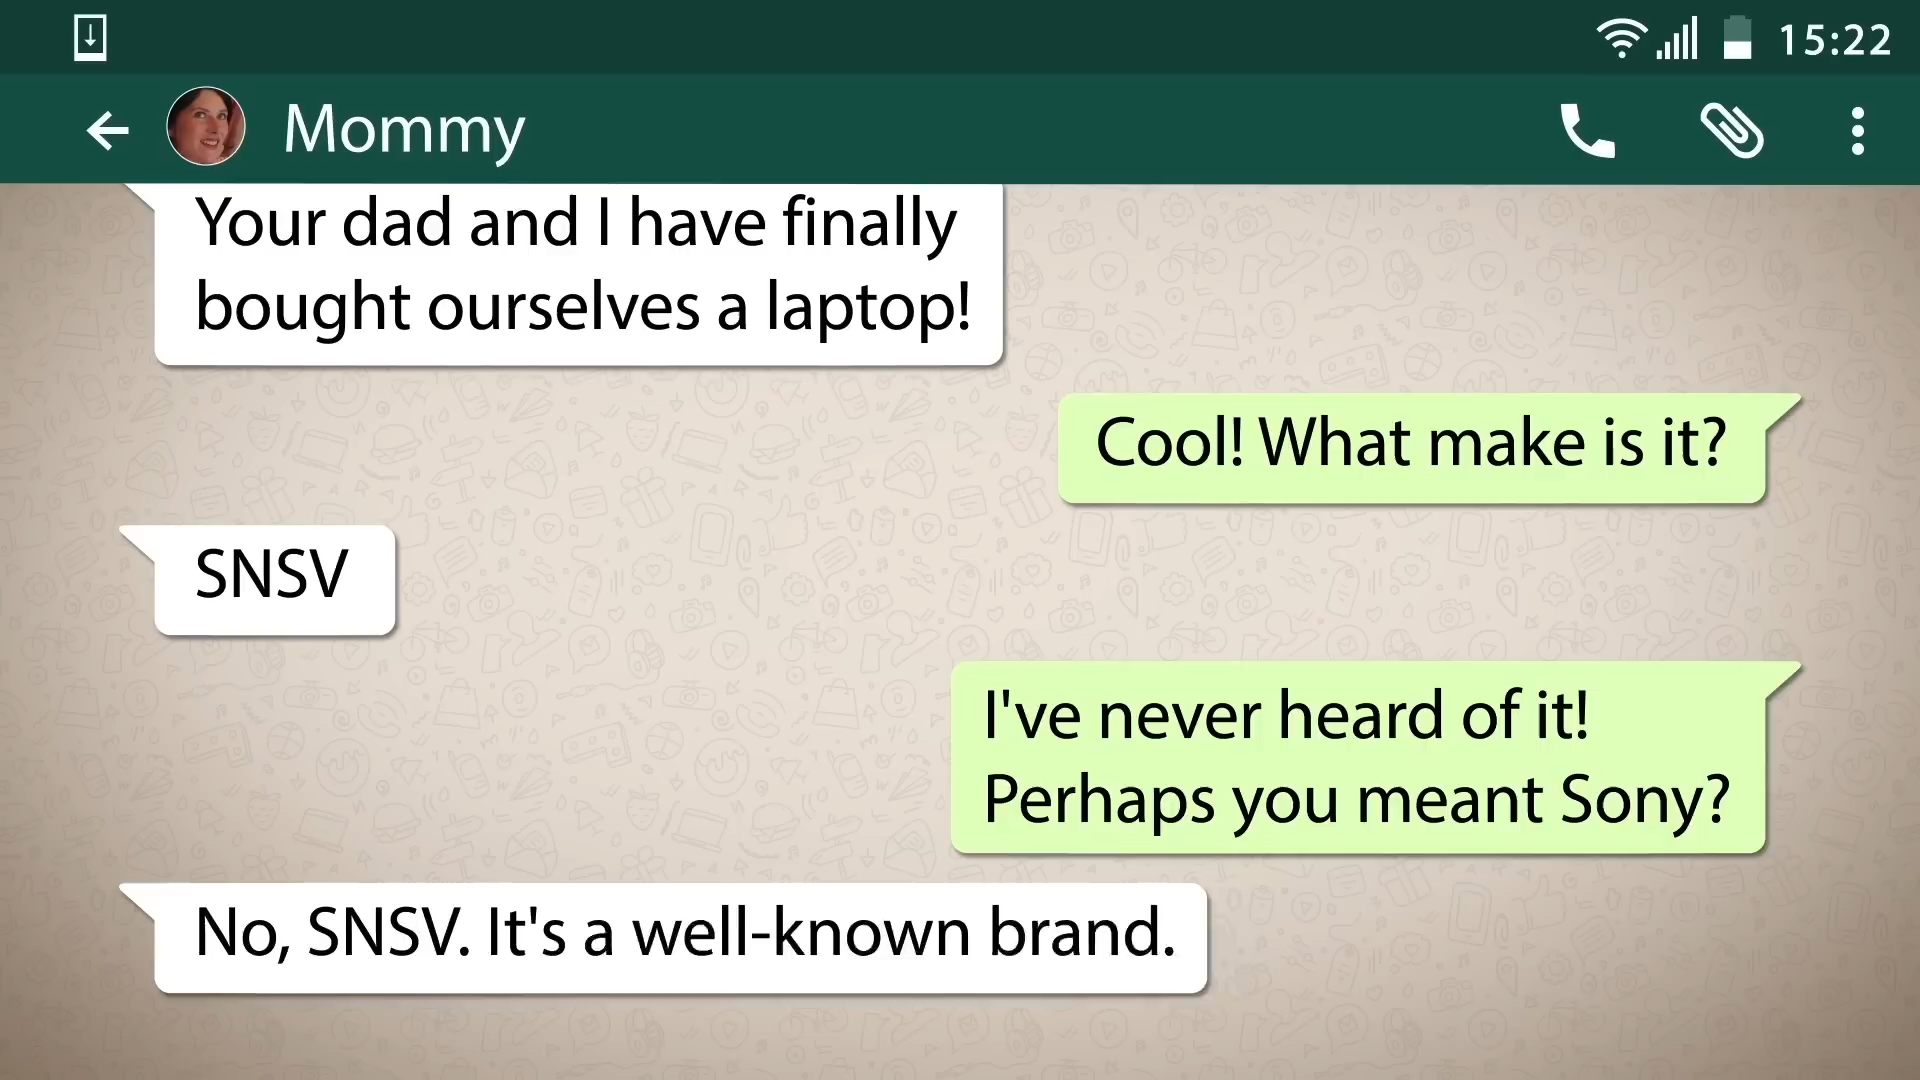 15:22
Mommy
Your dad and I have finally
bought ourselves a laptop!
Cool! What make is it?
SNSV
I've never heard of it!
Perhaps you meant Sony?
No, SNSV. It's a well-known brand.